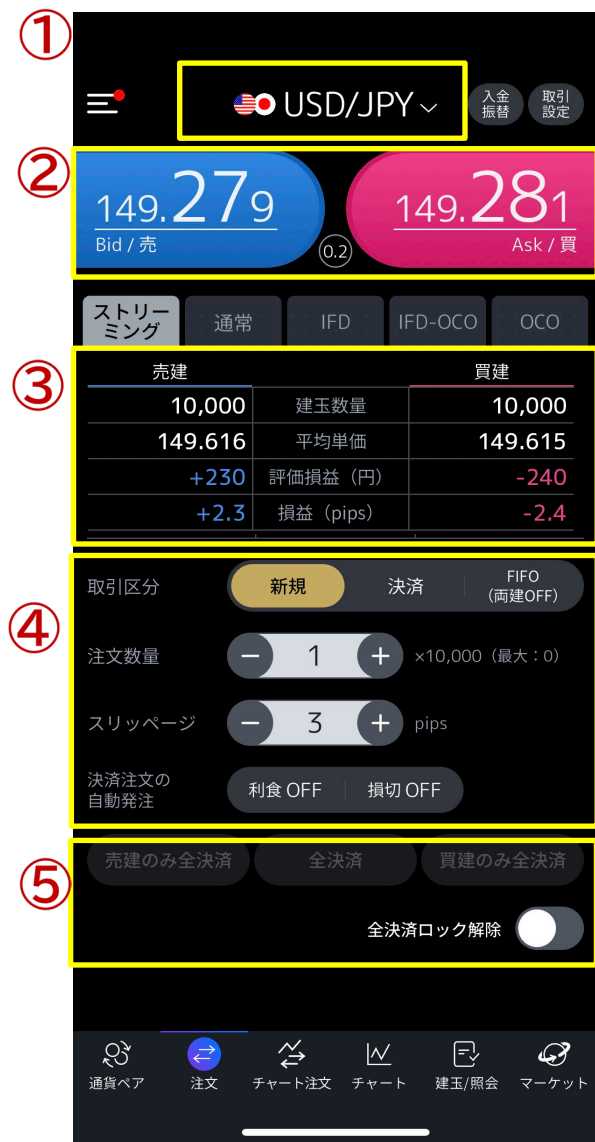 ①
USD/JPY
入金
振替
取引
設定
②
149.279
Bid / 売
0.2
149.281
Ask / 買
ストリー
ミング
通常
IFD
IFD-OCO
OCO
③
売建
買建
10,000
建玉数量
10,000
149.616
平均単価
149.615
+230
評価損益（円）
-240
+2.3
損益（pips）
-2.4
④
取引区分
新規
決済
FIFO
（両建OFF）
注文数量
－
1
＋
×10,000（最大：0）
スリッページ
－
3
＋
pips
決済注文の
自動発注
利食 OFF
損切 OFF
⑤
売建のみ全決済
全決済
買建のみ全決済
全決済ロック解除
通貨ペア
注文
チャート注文
チャート
建玉/照会
マーケット